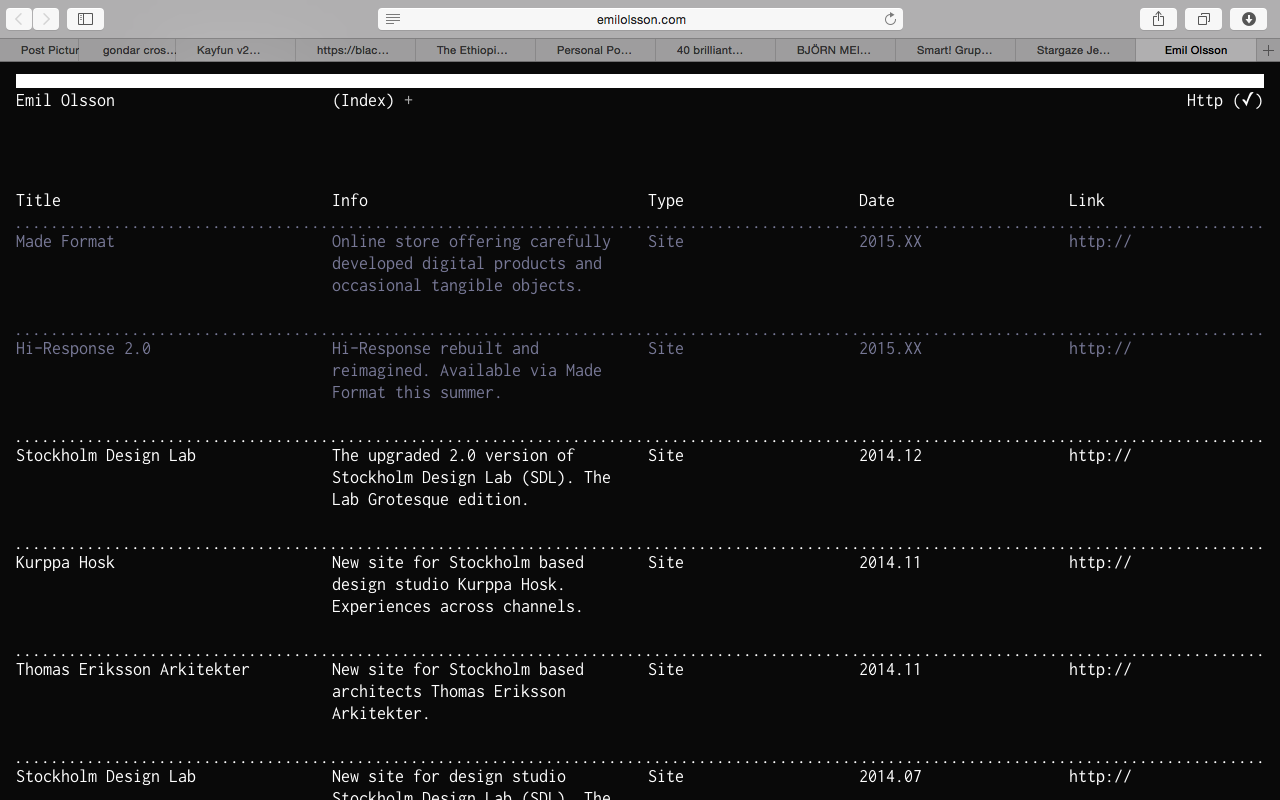 emilolsson.com
Post Pictur gondar cros... Kayfun v2... https://blac... The Ethiopi... Personal Po... 40 brilliant... BJÖRN MEI... Smart! Grup... Stargaze Je... Emil Olsson +
Emil Olsson (Index) + Http (✓)
Title Info Type Date Link
Made Format Online store offering carefully Site 2015.XX http://
developed digital products and
occasional tangible objects.
Hi-Response 2.0 Hi-Response rebuilt and Site 2015.XX http://
reimagined. Available via Made
Format this summer.
Stockholm Design Lab The upgraded 2.0 version of Site 2014.12 http://
Stockholm Design Lab (SDL). The
Lab Grotesque edition.
Kurppa Hosk New site for Stockholm based Site 2014.11 http://
design studio Kurppa Hosk.
Experiences across channels.
Thomas Eriksson Arkitekter New site for Stockholm based Site 2014.11 http://
architects Thomas Eriksson
Arkitekter.
Stockholm Design Lab New site for design studio Site 2014.07 http://
Stockholm Design Lab (SDL). The